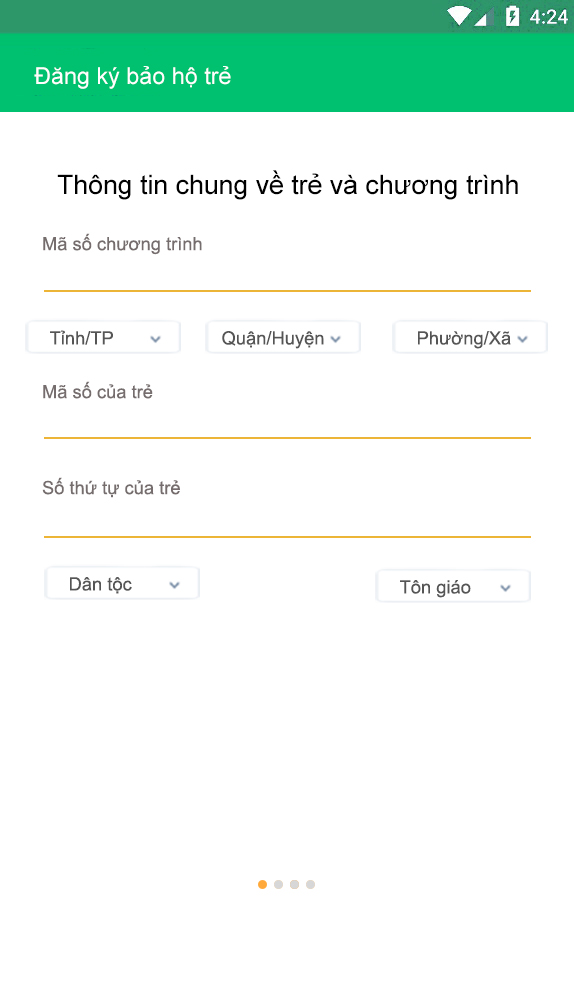 4:24
Đăng ký bảo hộ trẻ
Thông tin chung về trẻ và chương trình
Mã số chương trình
Tỉnh/TP Quận/Huyện Phường/Xã
Mã số của trẻ
Số thứ tự của trẻ
Dân tộc Tôn giáo